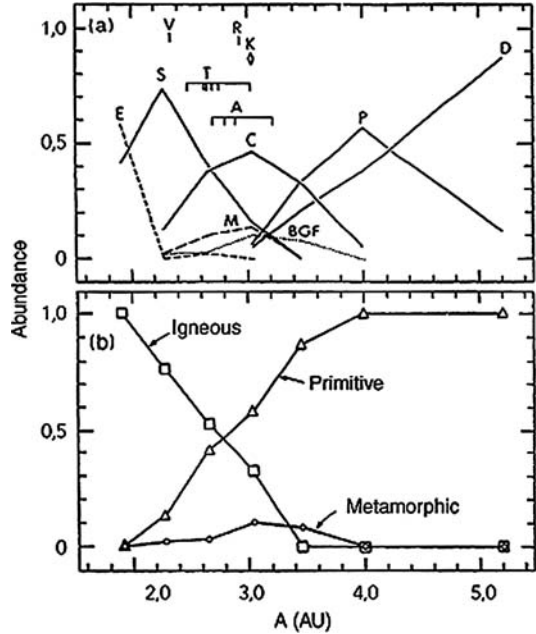 V
R
K
1,0
(a)
D
S
T
E
A
P
0,5
C
M
BGF
0
Abundance
1,0
(b)
Igneous
Primitive
0,5
Metamorphic
0
2,0 3,0 4,0 5,0
A (AU)